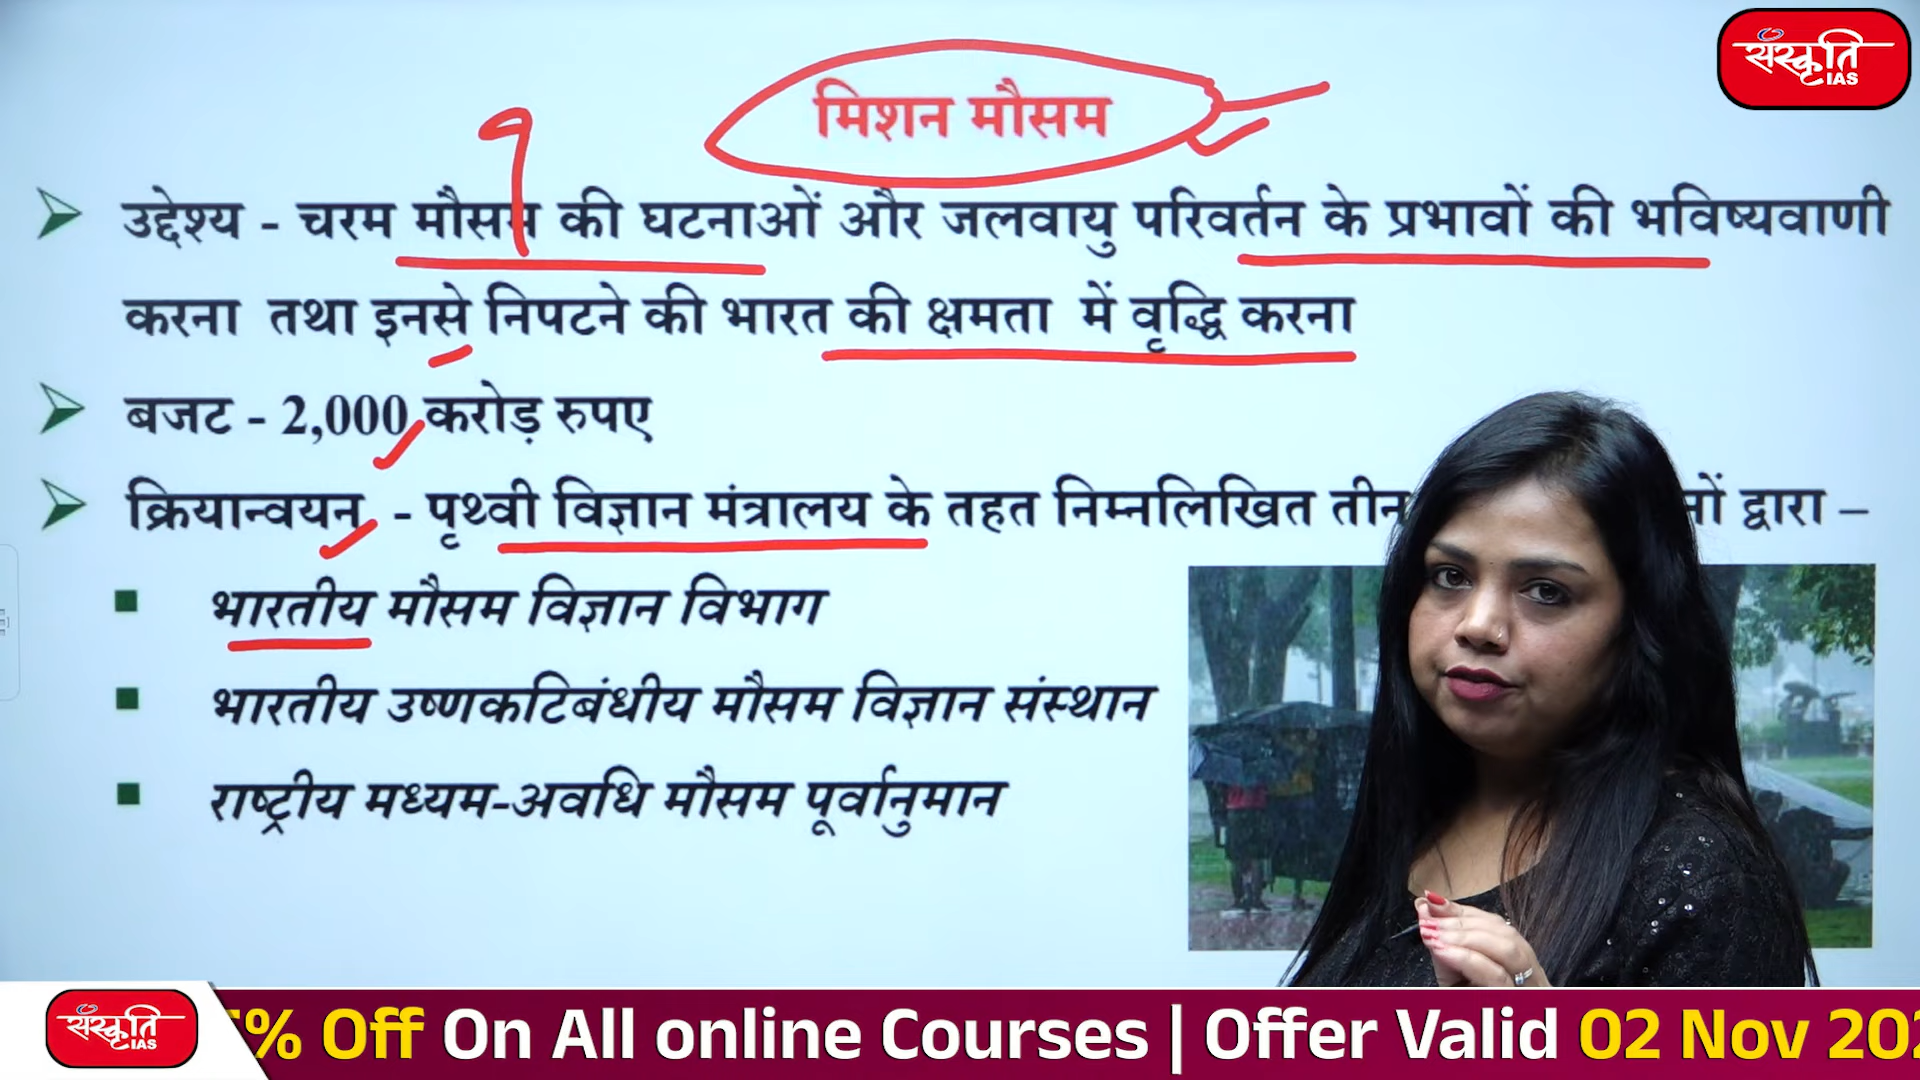 संस्कृति
IAS
मिशन मौसम
उद्देश्य - चरम मौसम की घटनाओं और जलवायु परिवर्तन के प्रभावों की भविष्यवाणी
करना तथा इनसे निपटने की भारत की क्षमता में वृद्धि करना
बजट - 2,000 करोड़ रुपए
क्रियान्वयन - पृथ्वी विज्ञान मंत्रालय के तहत निम्नलिखित तीन द्वारा –
भारतीय मौसम विज्ञान विभाग
भारतीय उष्णकटिबंधीय मौसम विज्ञान संस्थान
राष्ट्रीय मध्यम-अवधि मौसम पूर्वानुमान
संस्कृति
IAS
% Off On All online Courses | Offer Valid 02 Nov